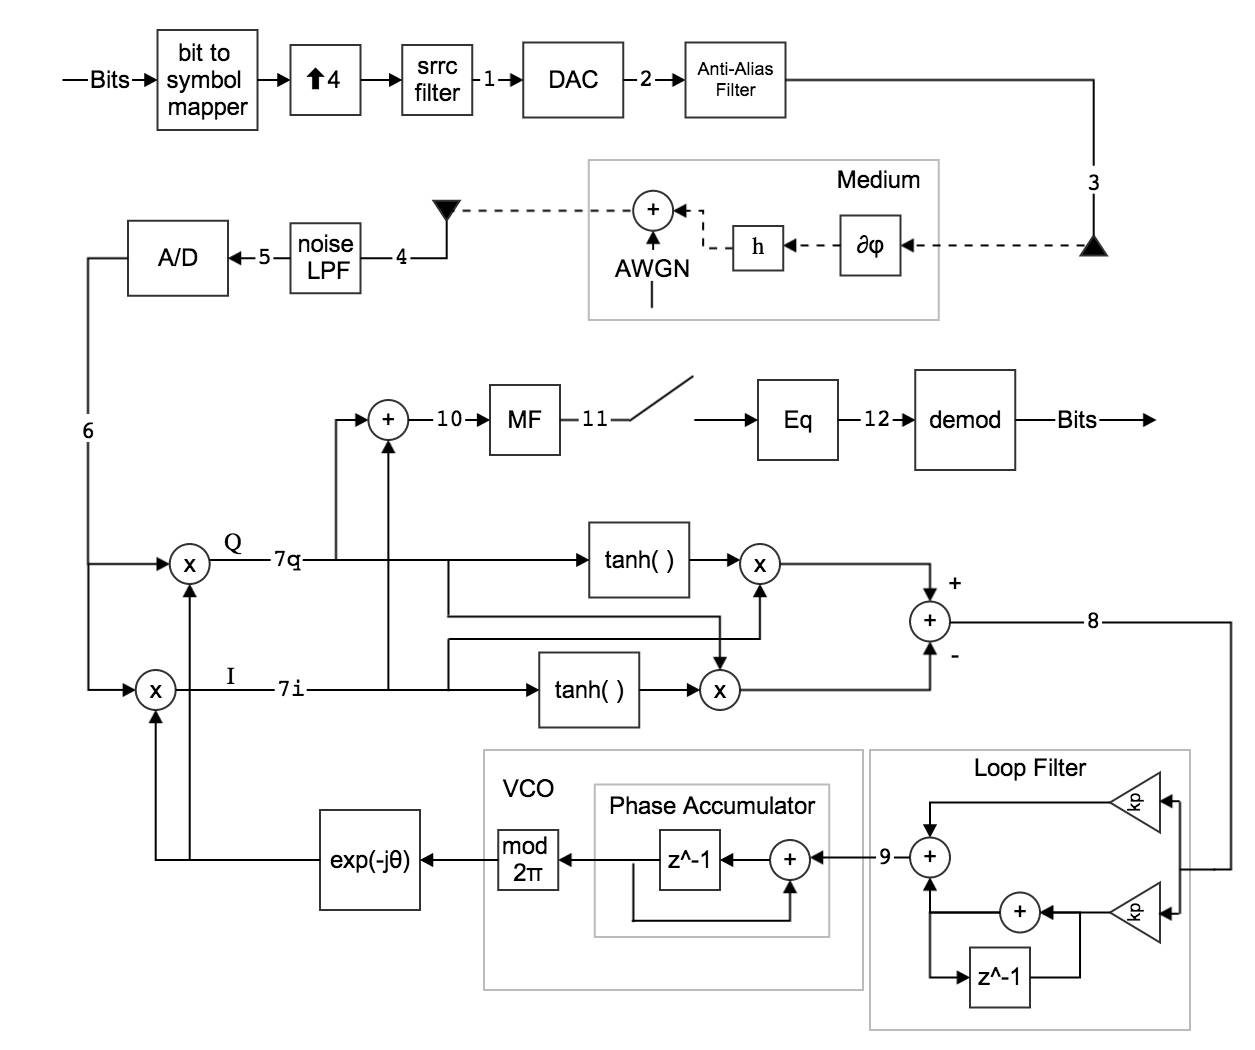 Bits
bit to
symbol
mapper
⬆4
srrc
filter
1
DAC
2
Anti-Alias
Filter
3
Medium
+
h
∂φ
AWGN
4
noise
LPF
5
A/D
6
+
10
MF
11
Eq
12
demod
Bits
x
Q
7q
tanh( )
x
+
+
8
-
x
I
7i
tanh( )
x
Loop Filter
VCO
Phase Accumulator
kp
exp(-jθ)
mod
2π
z^-1
+
9
+
+
kp
z^-1